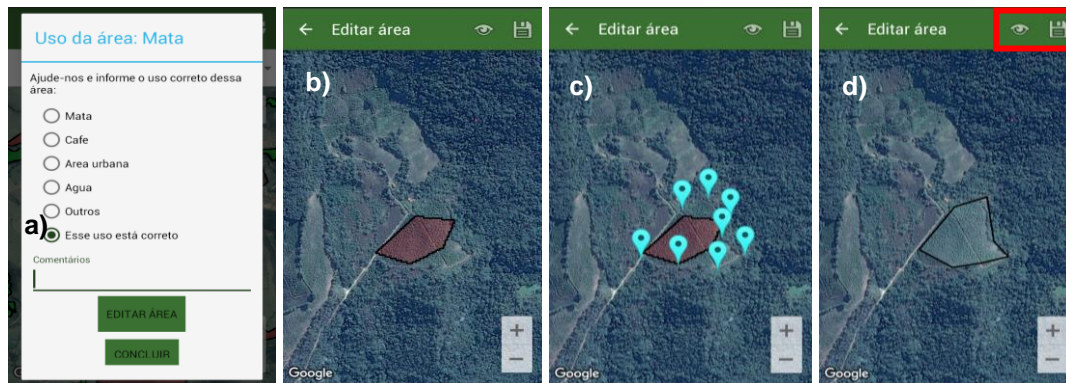 Uso da área: Mata
Ajude-nos e informe o uso correto dessa
área:
Mata
Cafe
Area urbana
Agua
Outros
a)
Esse uso está correto
Comentários
EDITAR ÁREA
CONCLUIR
Editar área
b)
+
−
Google
Editar área
c)
+
−
Google
Editar área
d)
+
−
Google